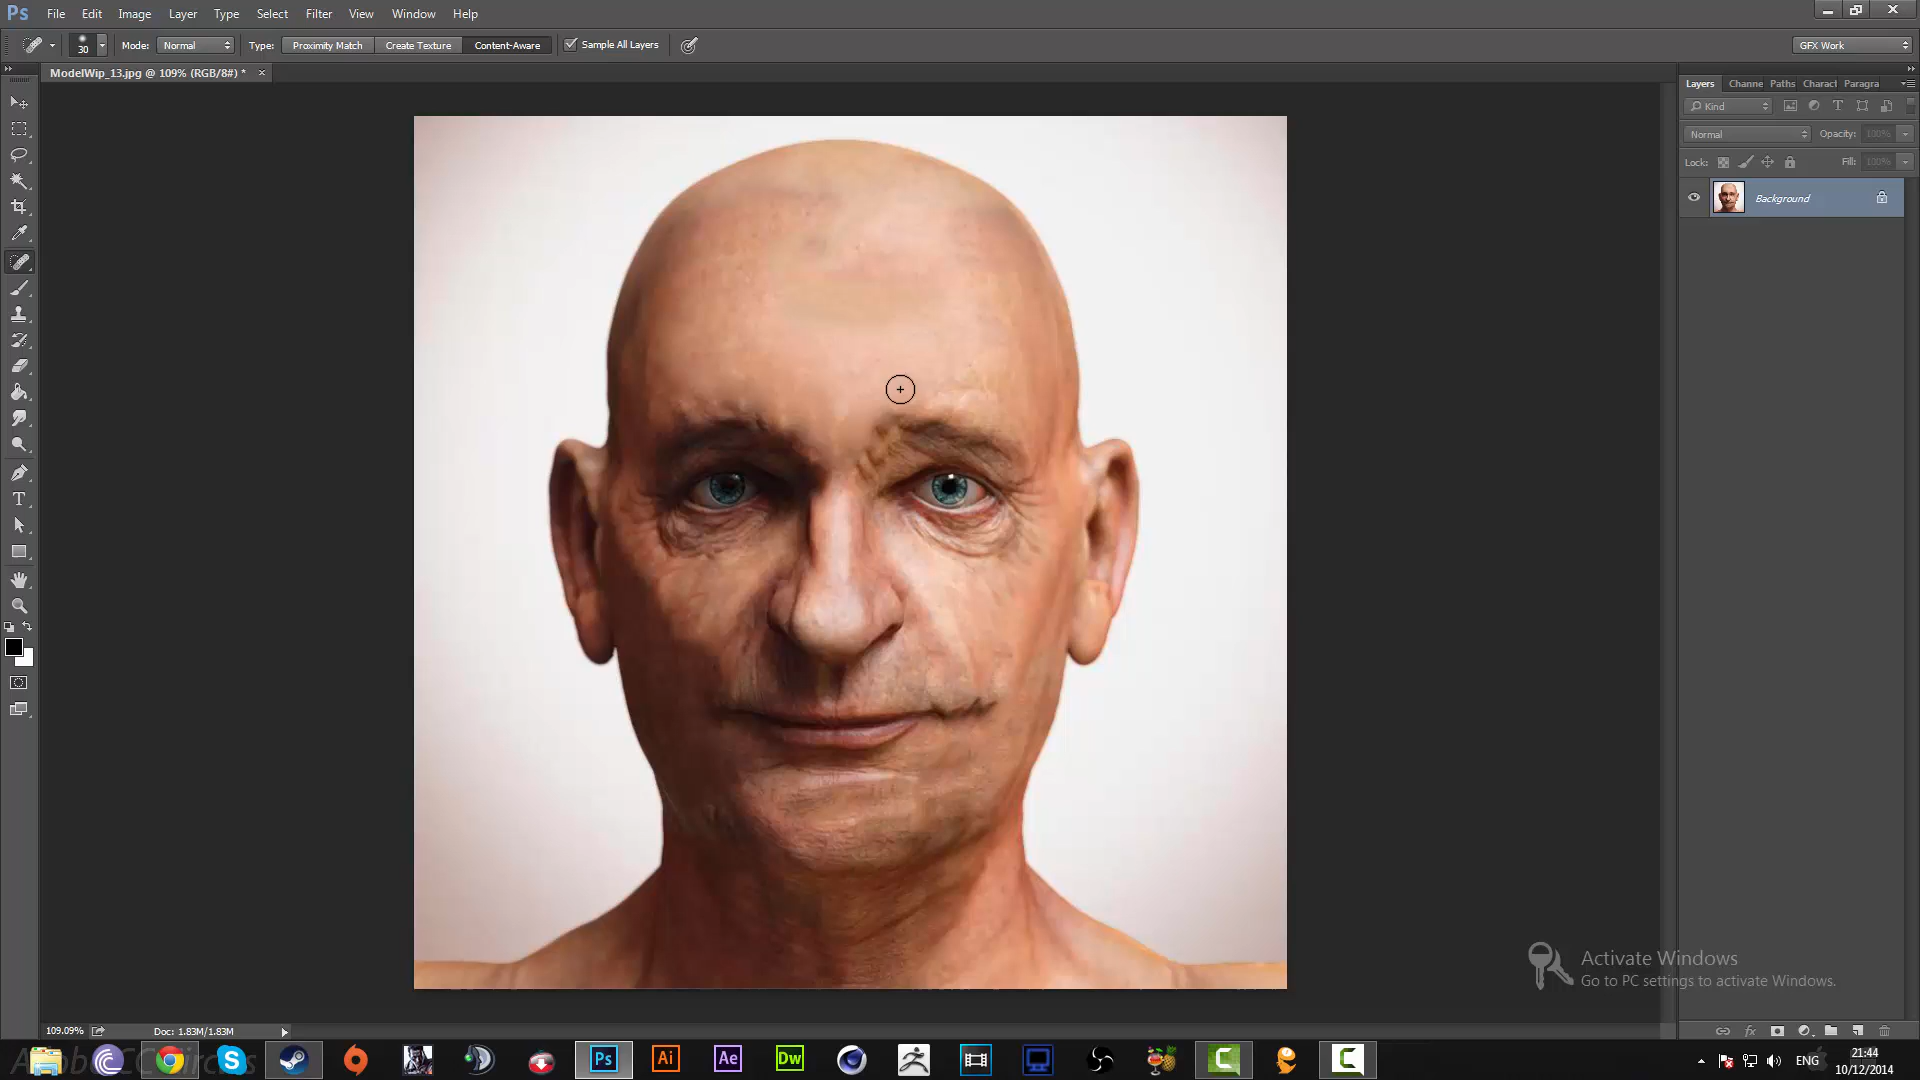 Ps File Edit Image Layer Type Select Filter View Window Help
30 Mode: Normal Type: Proximity Match Create Texture Content-Aware Sample All Layers GFX Work
ModelWip_13.jpg @ 109% (RGB/8#) * ×
Layers Channe Paths Charact Paragra
Kind
Normal Opacity: 100%
Lock: Fill: 100%
Background
T
Activate Windows
Go to PC settings to activate Windows.
109.09% Doc: 1.83M/1.83M
fx
Ps Ai Ae Dw
ENG
21:44
10/12/2014